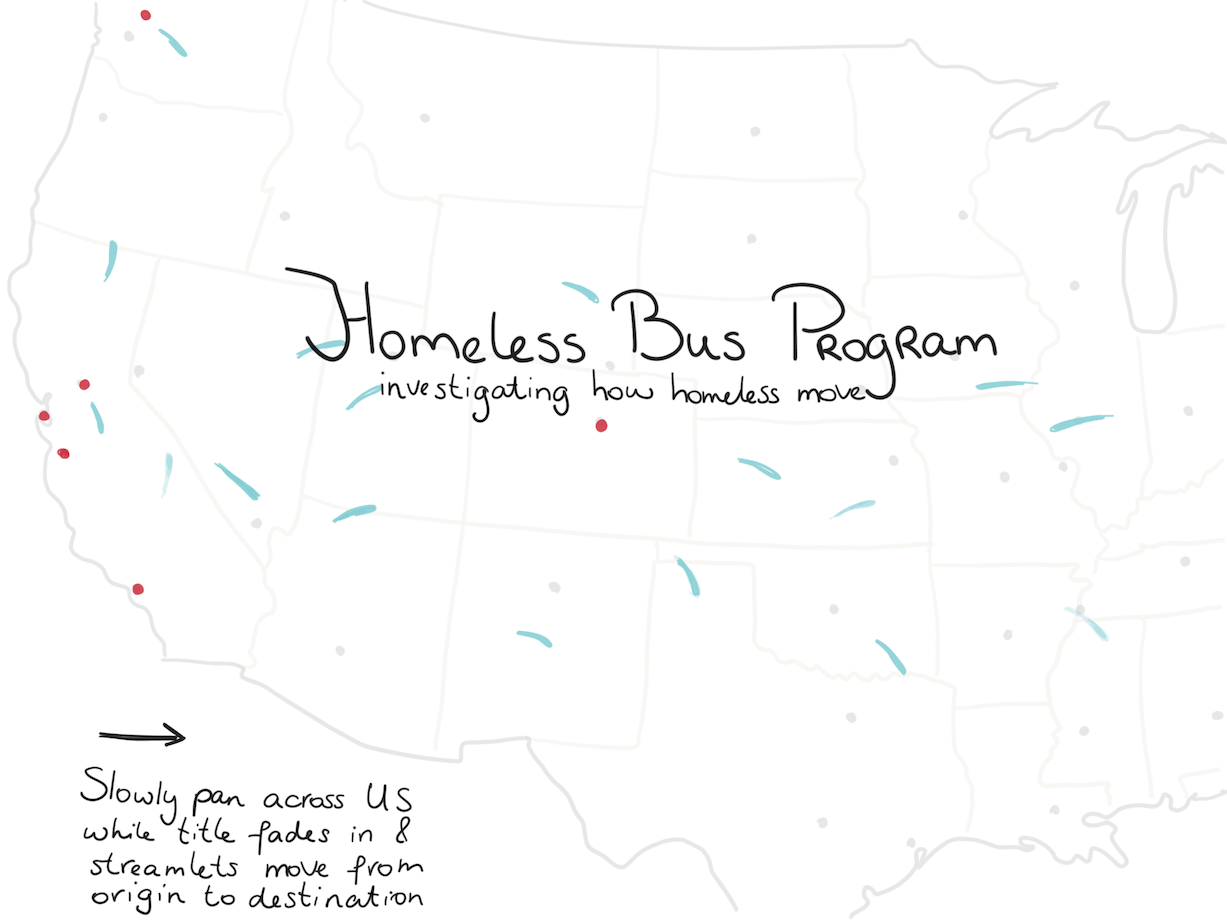 Homeless Bus Program
investigating how homeless move
Slowly pan across US
while title fades in &
streamlets move from
origin to destination